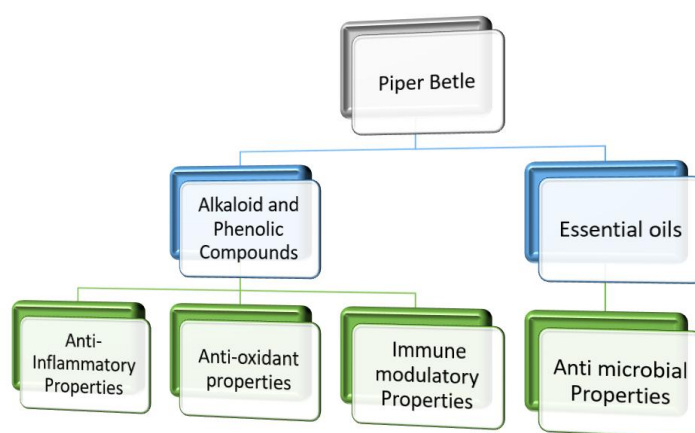 Piper Betle
Alkaloid and
Phenolic
Compounds
Essential oils
Anti-
Inflammatory
Properties
Anti-oxidant
properties
Immune
modulatory
Properties
Anti microbial
Properties